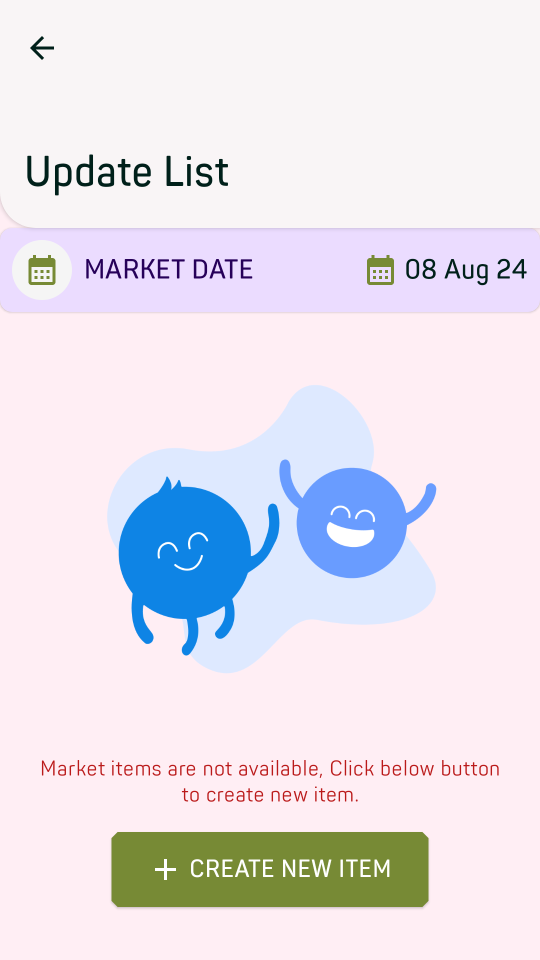 Update List
MARKET DATE
08 Aug 24
Market items are not available, Click below button
to create new item.
CREATE NEW ITEM